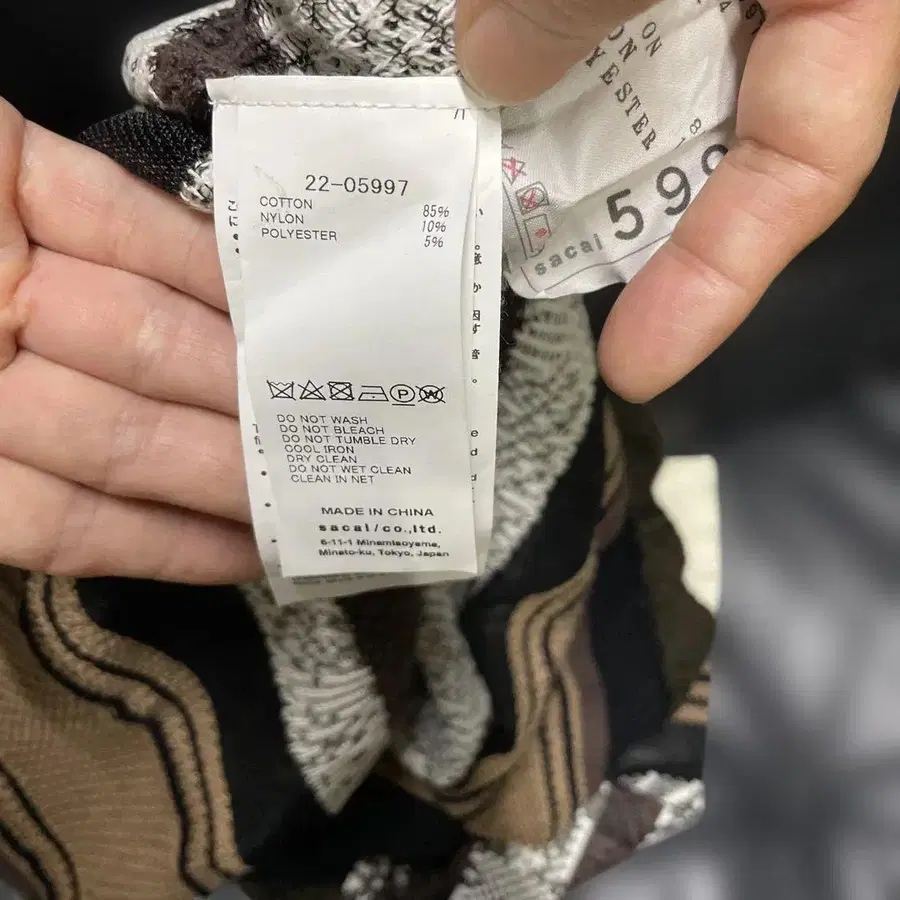 22-05997
COTTON 85%
NYLON 10%
POLYESTER 5%
DO NOT WASH
DO NOT BLEACH
DO NOT TUMBLE DRY
COOL IRON
DRY CLEAN
DO NOT WET CLEAN
CLEAN IN NET
MADE IN CHINA
sacai/co.,ltd.
6-11-1 Minamiaoyama,
Minato-ku, Tokyo, Japan
ON
ON
YESTER
sacai 599